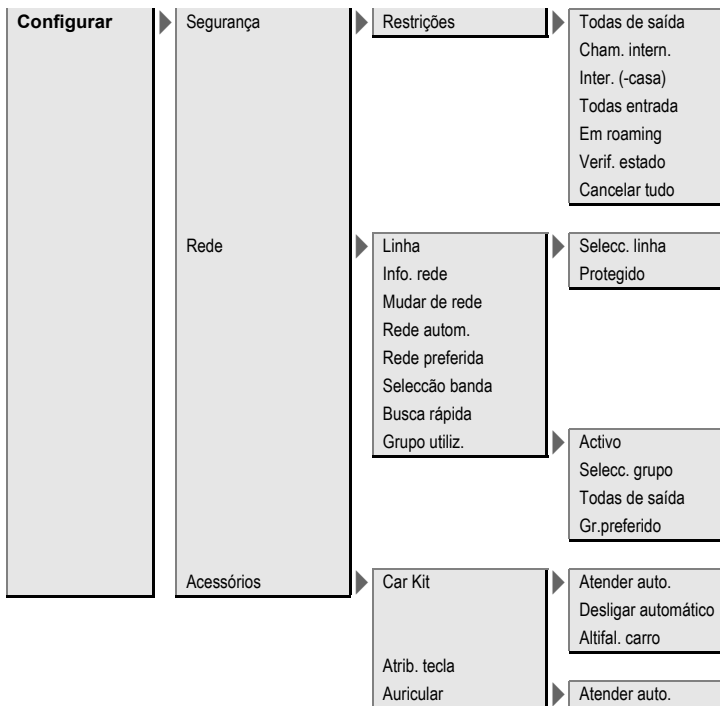 Configurar Segurança Restrições Todas de saída
Cham. intern.
Inter. (-casa)
Todas entrada
Em roaming
Verif. estado
Cancelar tudo
Rede Linha Selecc. linha
Info. rede Protegido
Mudar de rede
Rede autom.
Rede preferida
Seleccão banda
Busca rápida
Grupo utiliz. Activo
Selecc. grupo
Todas de saída
Gr.preferido
Acessórios Car Kit Atender auto.
Desligar automático
Altifal. carro
Atrib. tecla
Auricular Atender auto.